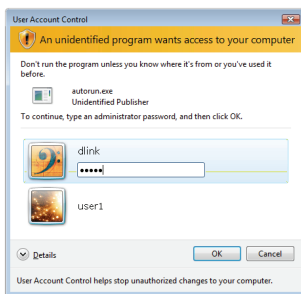 User Account Control
An unidentified program wants access to your computer
Don't run the program unless you know where it's from or you've used it
before.
autorun.exe
Unidentified Publisher
To continue, type an administrator password, and then click OK.
dlink
•••••
user1
Details
OK Cancel
User Account Control helps stop unauthorized changes to your computer.